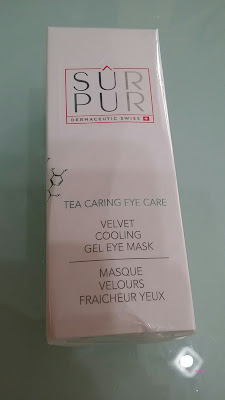 SÛR
PUR
DERMACEUTIC SWISS
TEA CARING EYE CARE
VELVET
COOLING
GEL EYE MASK
MASQUE
VELOURS
FRAICHEUR YEUX